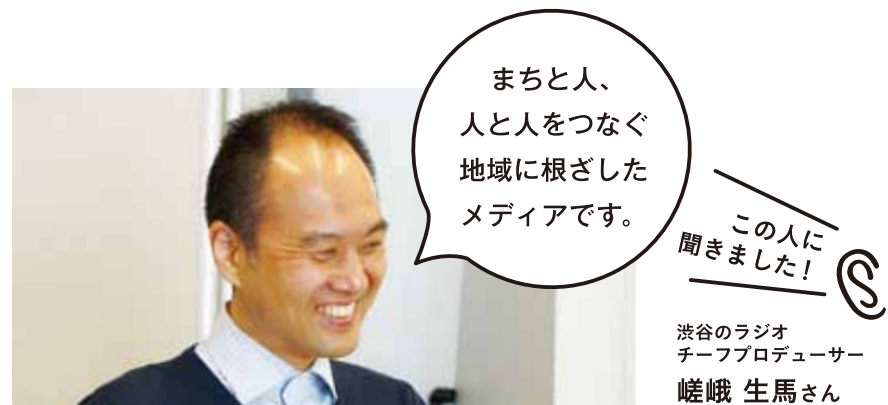 まちと人、
人と人をつなぐ
地域に根ざした
メディアです。
この人に
聞きました!
渋谷のラジオ
チーフプロデューサー
嵯峨 生馬さん